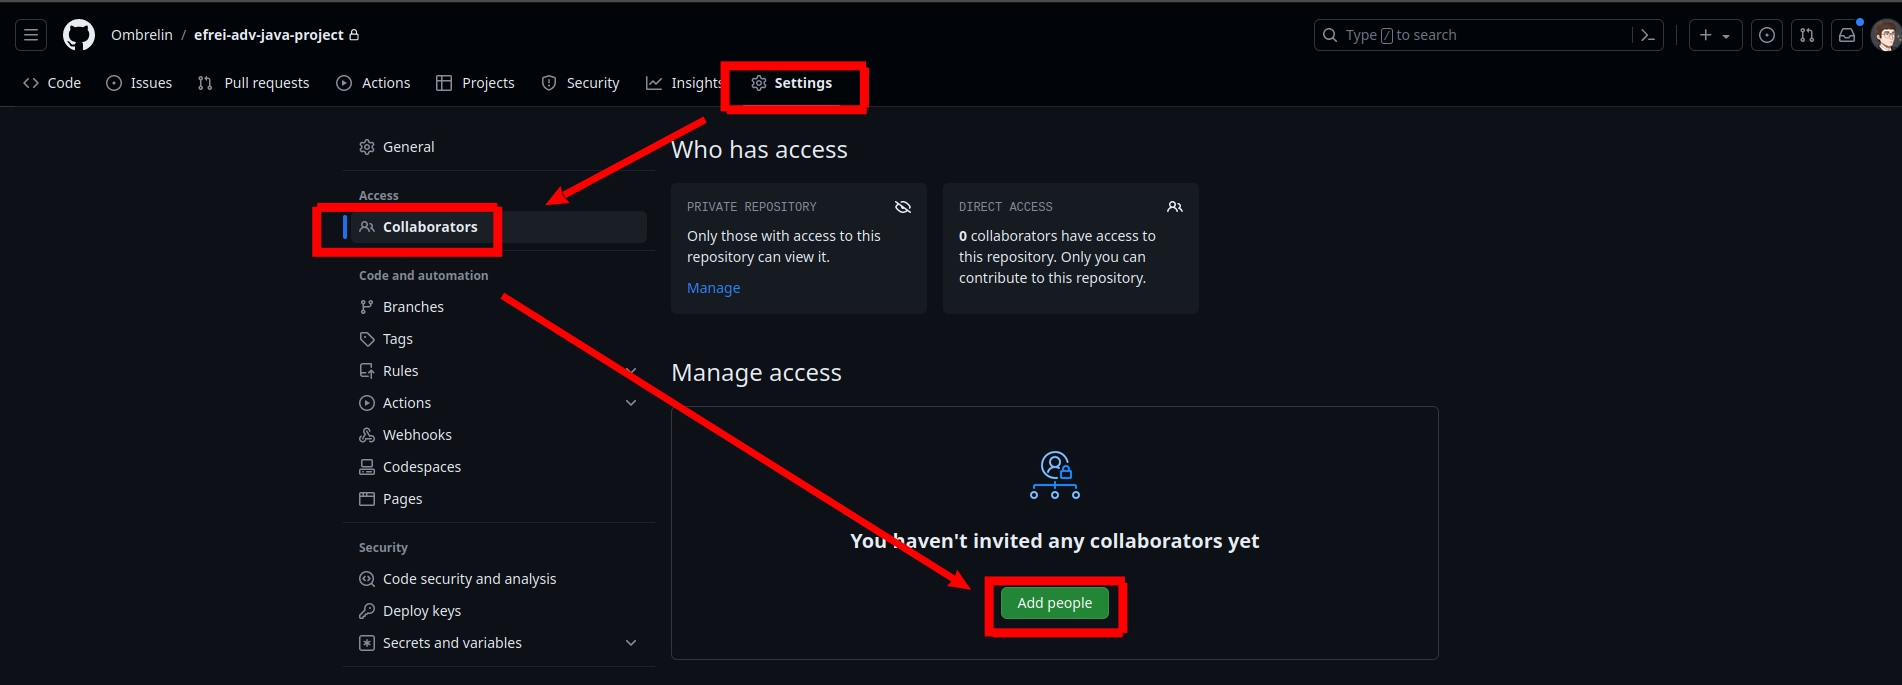 Ombrelin / efrei-adv-java-project
Type / to search
Code
Issues
Pull requests
Actions
Projects
Security
Insights
Settings
General
Access
Collaborators
Code and automation
Branches
Tags
Rules
Actions
Webhooks
Codespaces
Pages
Security
Code security and analysis
Deploy keys
Secrets and variables
Who has access
PRIVATE REPOSITORY
Only those with access to this
repository can view it.
Manage
DIRECT ACCESS
0 collaborators have access to
this repository. Only you can
contribute to this repository.
Manage access
You haven't invited any collaborators yet
Add people